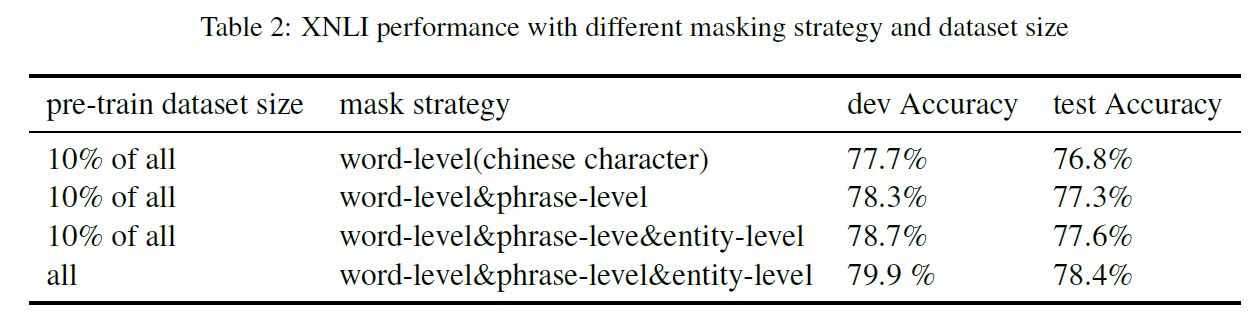 Table 2: XNLI performance with different masking strategy and dataset size
pre-train dataset size mask strategy dev Accuracy test Accuracy
10% of all word-level(chinese character) 77.7% 76.8%
10% of all word-level&phrase-level 78.3% 77.3%
10% of all word-level&phrase-leve&entity-level 78.7% 77.6%
all word-level&phrase-level&entity-level 79.9 % 78.4%